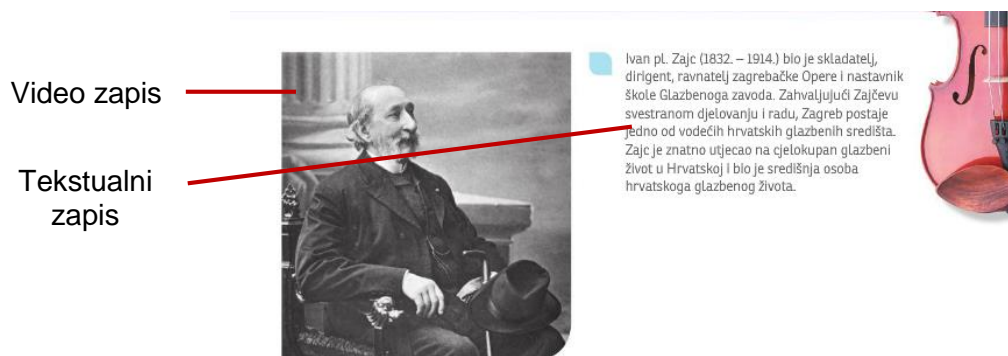 Video zapis
Tekstualni
zapis
Ivan pl. Zajc (1832. – 1914.) bio je skladatelj,
dirigent, ravnatelj zagrebačke Opere i nastavnik
škole Glazbenoga zavoda. Zahvaljujući Zajčevu
svestranom djelovanju i radu, Zagreb postaje
jedno od vodećih hrvatskih glazbenih središta.
Zajc je znatno utjecao na cjelokupan glazbeni
život u Hrvatskoj i bio je središnja osoba
hrvatskoga glazbenog života.